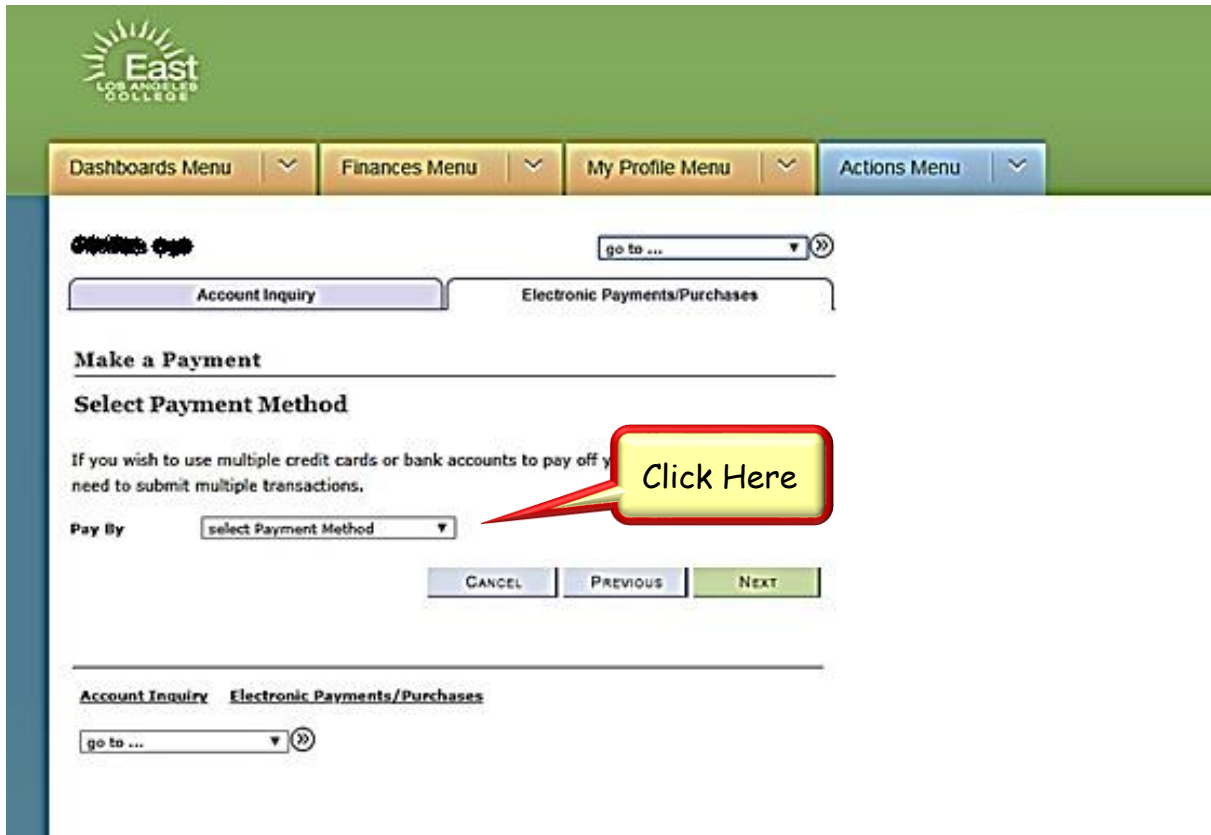 East
LOS ANGELES
COLLEGE
Dashboards Menu Finances Menu My Profile Menu Actions Menu
go to ...
Account Inquiry Electronic Payments/Purchases
Make a Payment
Select Payment Method
If you wish to use multiple credit cards or bank accounts to pay off
need to submit multiple transactions.
Click Here
Pay By select Payment Method
CANCEL PREVIOUS NEXT
Account Inquiry Electronic Payments/Purchases
go to ...